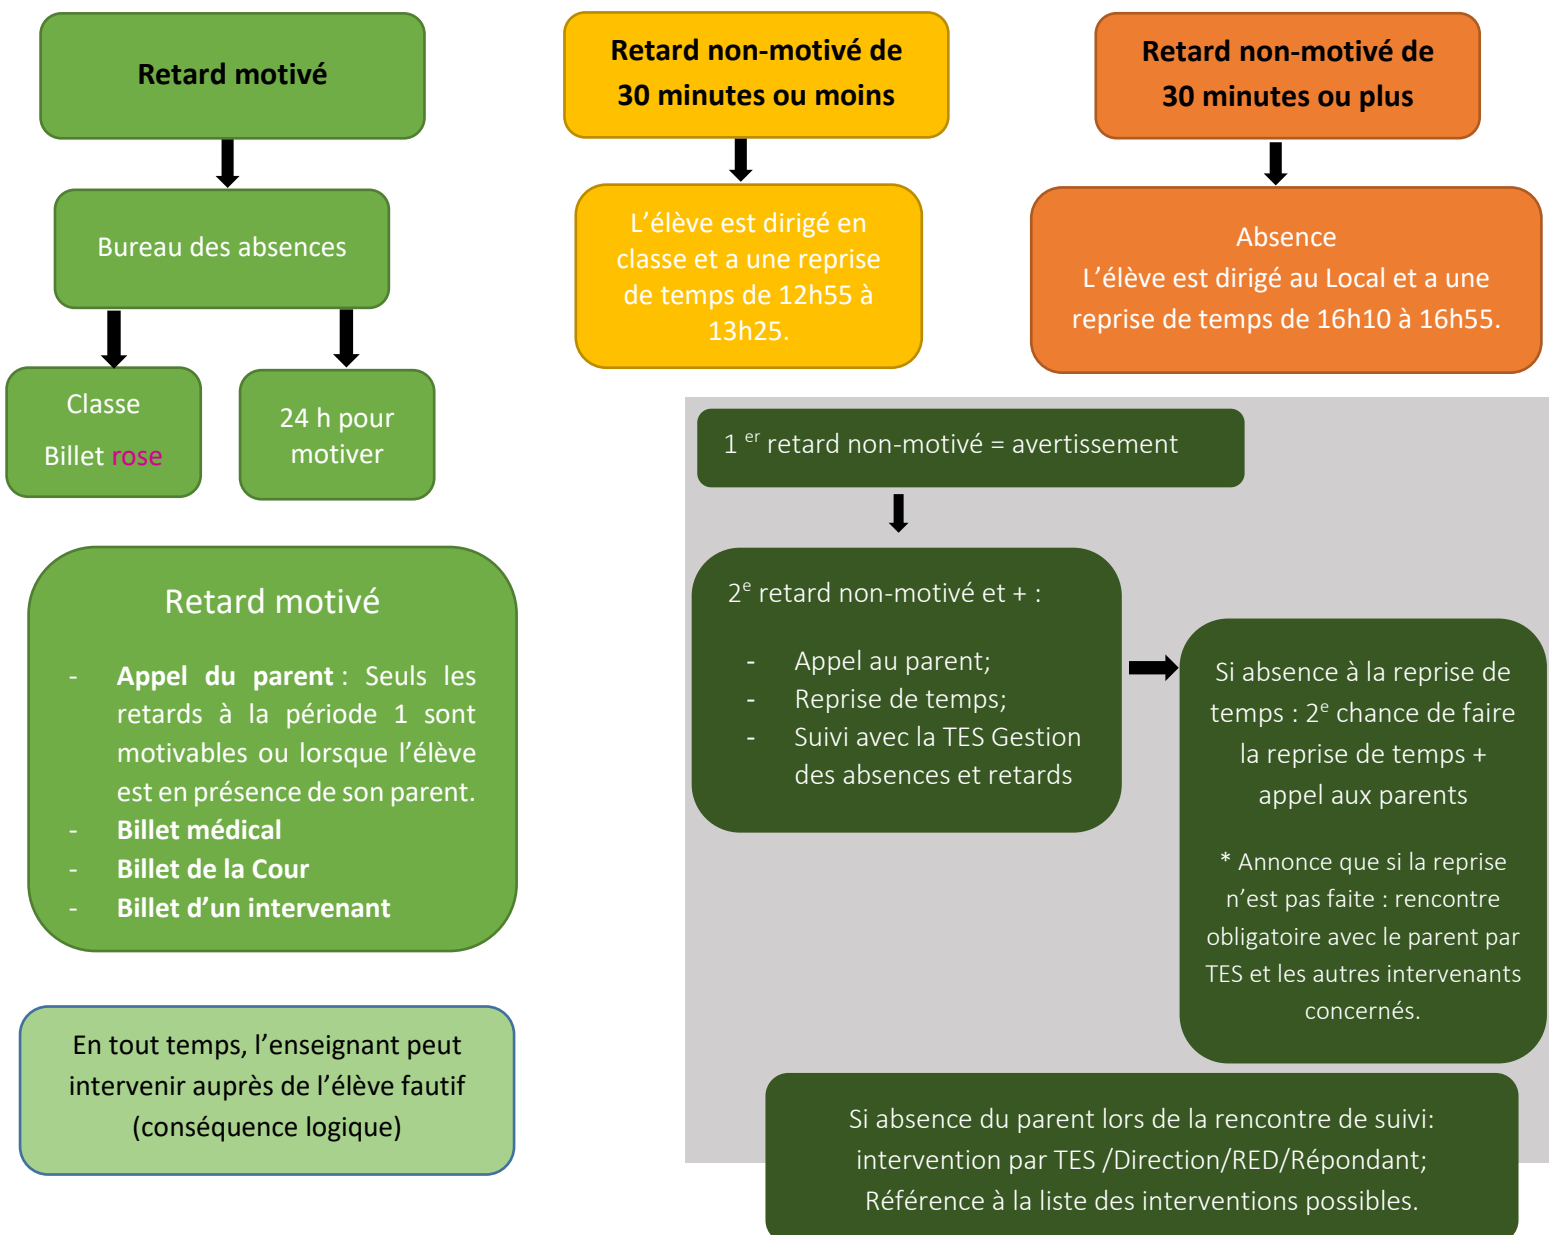 Retard motivé
Bureau des absences
Classe
Billet rose
24 h pour
motiver
Retard non-motivé de
30 minutes ou moins
L’élève est dirigé en
classe et a une reprise
de temps de 12h55 à
13h25.
Retard non-motivé de
30 minutes ou plus
Absence
L’élève est dirigé au Local et a une
reprise de temps de 16h10 à 16h55.
Retard motivé
- Appel du parent : Seuls les
retards à la période 1 sont
motivables ou lorsque l’élève
est en présence de son parent.
- Billet médical
- Billet de la Cour
- Billet d’un intervenant
En tout temps, l’enseignant peut
intervenir auprès de l’élève fautif
(conséquence logique)
1 er retard non-motivé = avertissement
2e retard non-motivé et + :
- Appel au parent;
- Reprise de temps;
- Suivi avec la TES Gestion
des absences et retards
Si absence à la reprise de
temps : 2e chance de faire
la reprise de temps +
appel aux parents
* Annonce que si la reprise
n’est pas faite : rencontre
obligatoire avec le parent par
TES et les autres intervenants
concernés.
Si absence du parent lors de la rencontre de suivi:
intervention par TES /Direction/RED/Répondant;
Référence à la liste des interventions possibles.